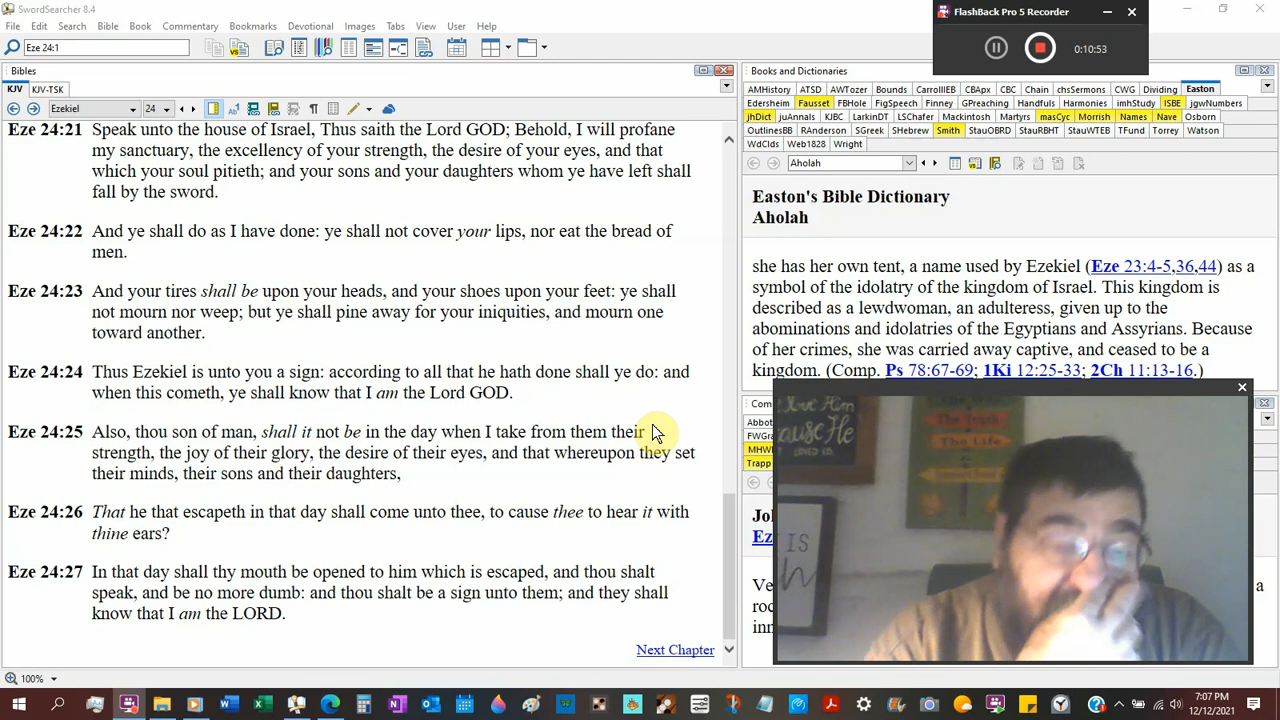 SwordSearcher 8.4
File Edit Search Bible Book Commentary Bookmarks Devotional Images Tabs View User Help
Eze 24:1
Bibles
KJV KJV-TSK
Ezekiel 24
Eze 24:21 Speak unto the house of Israel, Thus saith the Lord GOD; Behold, I will profane
my sanctuary, the excellency of your strength, the desire of your eyes, and that
which your soul pitieth; and your sons and your daughters whom ye have left shall
fall by the sword.
Eze 24:22 And ye shall do as I have done: ye shall not cover your lips, nor eat the bread of
men.
Eze 24:23 And your tires shall be upon your heads, and your shoes upon your feet: ye shall
not mourn nor weep; but ye shall pine away for your iniquities, and mourn one
toward another.
Eze 24:24 Thus Ezekiel is unto you a sign: according to all that he hath done shall ye do: and
when this cometh, ye shall know that I am the Lord GOD.
Eze 24:25 Also, thou son of man, shall it not be in the day when I take from them their
strength, the joy of their glory, the desire of their eyes, and that whereupon they set
their minds, their sons and their daughters,
Eze 24:26 That he that escapeth in that day shall come unto thee, to cause thee to hear it with
thine ears?
Eze 24:27 In that day shall thy mouth be opened to him which is escaped, and thou shalt
speak, and be no more dumb: and thou shalt be a sign unto them; and they shall
know that I am the LORD.
Next Chapter
100%
FlashBack Pro 5 Recorder
0:10:53
Books and Dictionaries
AMHistory ATSD AWTozer Bounds CarrollEB CBApx CBC Chain chsSermons CWG Dividing Easton
Edersheim Fausset FBHole FigSpeech Finney GPreaching Handfuls Harmonies imhStudy ISBE jgwNumbers
jhDict juAnnals KJBC LarkinDT LSChafer Mackintosh Martyrs masCyc Morrish Names Nave Osborn
OutlinesBB RAnderson SGreek SHebrew Smith StauOBRD StauRBHT StauWTEB TFund Torrey Watson
WdClds Web1828 Wright
Aholah
Easton's Bible Dictionary
Aholah
she has her own tent, a name used by Ezekiel (Eze 23:4-5,36,44) as a
symbol of the idolatry of the kingdom of Israel. This kingdom is
described as a lewdwoman, an adulteress, given up to the
abominations and idolatries of the Egyptians and Assyrians. Because
of her crimes, she was carried away captive, and ceased to be a
kingdom. (Comp. Ps 78:67-69; 1Ki 12:25-33; 2Ch 11:13-16.)
Com
Abbot
FWGra
MHW
Trapp
Joh
Ez
Ve
a
roc
inn
love Him
cause He
The Truth
The Life
IS
7:07 PM
12/12/2021